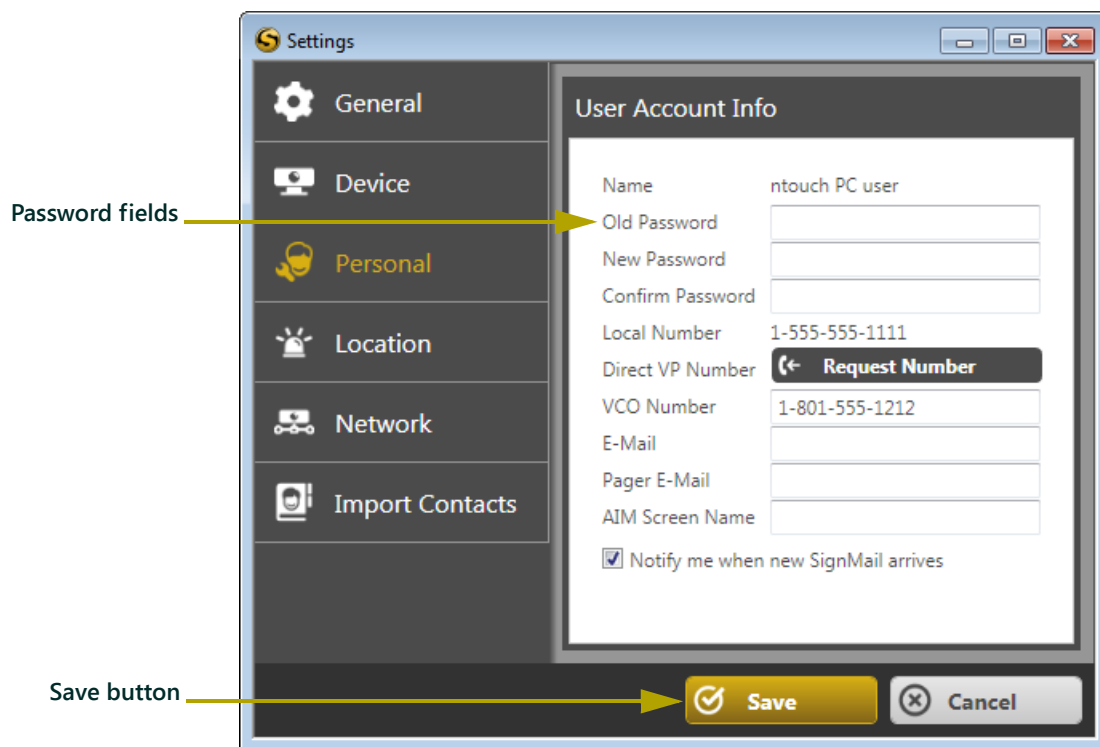 Settings
General
Device
Personal
Location
Network
Import Contacts
User Account Info
Name ntouch PC user
Old Password
New Password
Confirm Password
Local Number 1-555-555-1111
Direct VP Number Request Number
VCO Number 1-801-555-1212
E-Mail
Pager E-Mail
AIM Screen Name
Notify me when new SignMail arrives
Save Cancel
Password fields
Save button